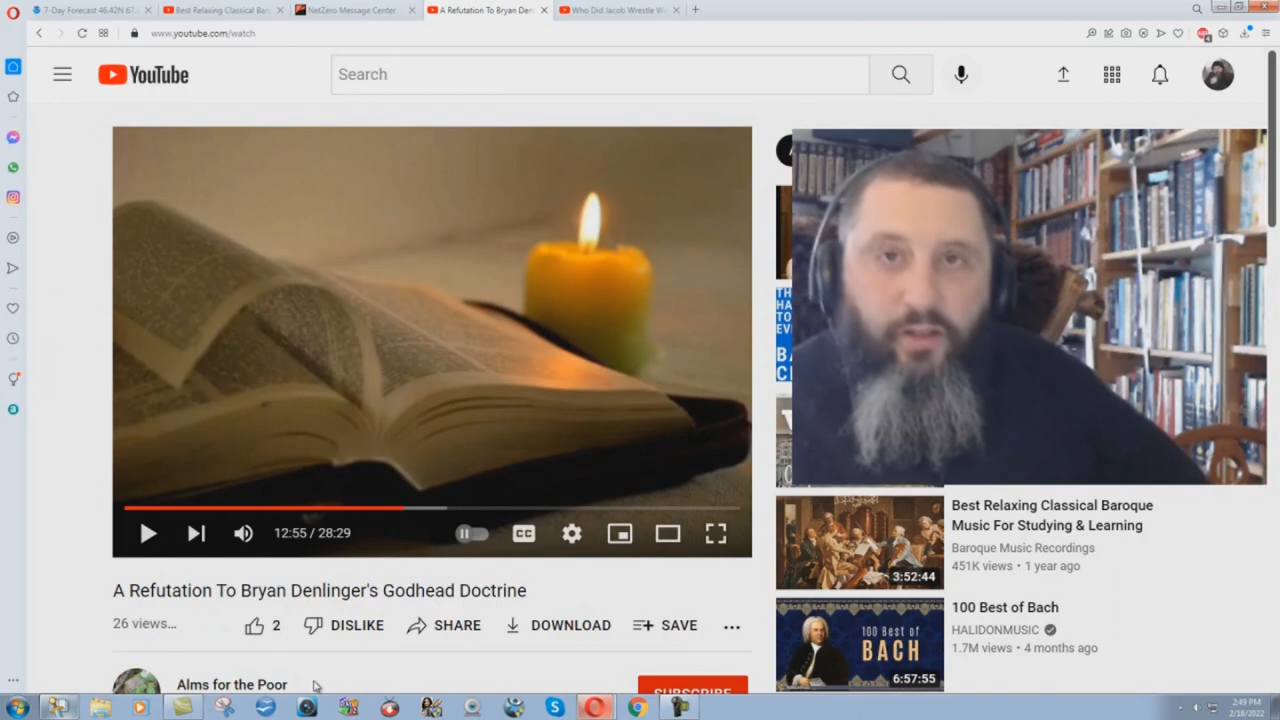 7-Day Forecast 46.42N 67.
Best Relaxing Classical Bar
NetZero Message Center
A Refutation To Bryan Den
Who Did Jacob Wrestle W
www.youtube.com/watch
YouTube
Search
12:55 / 28:29
CC
A Refutation To Bryan Denlinger's Godhead Doctrine
26 views...
2
DISLIKE
SHARE
DOWNLOAD
SAVE
Alms for the Poor
SUBSCRIBE
3:52:44
Best Relaxing Classical Baroque
Music For Studying & Learning
Baroque Music Recordings
451K views • 1 year ago
100 Best of
BACH
6:57:55
100 Best of Bach
HALIDONMUSIC
1.7M views • 4 months ago
2:49 PM
2/18/2022